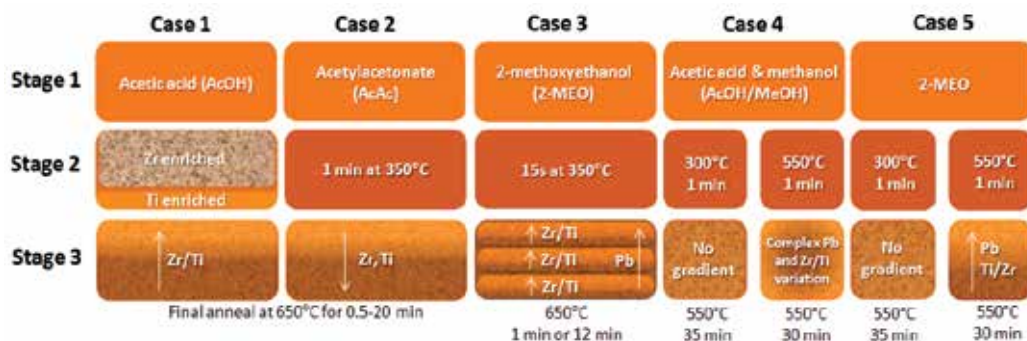 Case 1 Case 2 Case 3 Case 4 Case 5
Stage 1
Acetic acid (AcOH)
Acetylacetonate
(AcAc)
2-methoxyethanol
(2-MEO)
Acetic acid & methanol
(AcOH/MeOH)
2-MEO
Stage 2
Zr enriched
Ti enriched
1 min at 350°C
15s at 350°C
300°C
1 min
550°C
1 min
300°C
1 min
550°C
1 min
Stage 3
Zr/Ti
Zr,Ti
Zr/Ti
Zr/Ti Pb
Zr/Ti
No
gradient
Complex Pb
and Zr/Ti
variation
No
gradient
Pb
Ti/Zr
Final anneal at 650°C for 0.5-20 min
650°C
1 min or 12 min
550°C
35 min
550°C
30 min
550°C
35 min
550°C
30 min